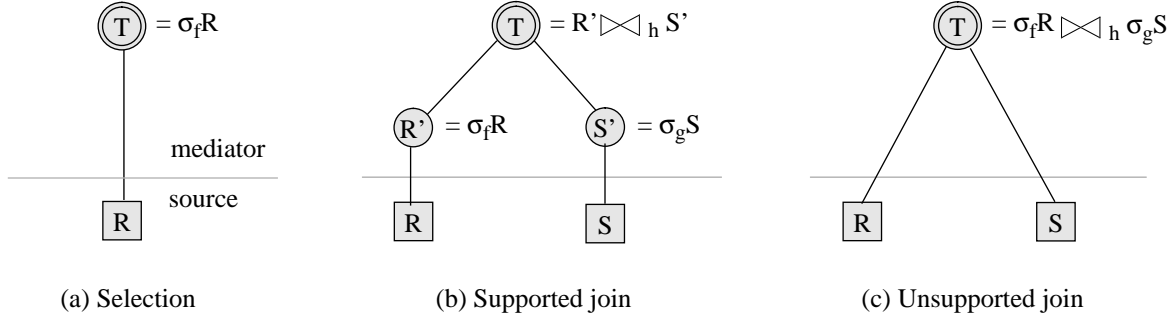 T = σfR
mediator
source
R
(a) Selection
T = R’ ⋈ h S’
R’ = σfR
S’ = σgS
R
S
(b) Supported join
T = σfR ⋈ h σgS
R
S
(c) Unsupported join